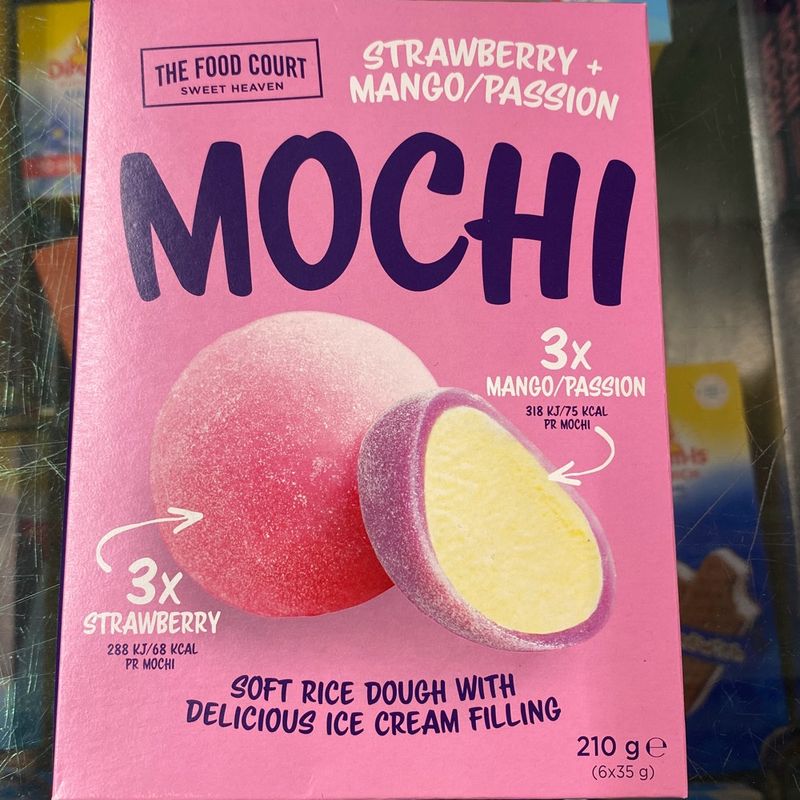 THE FOOD COURT
SWEET HEAVEN
STRAWBERRY +
MANGO/PASSION
MOCHI
3X
MANGO/PASSION
318 KJ/75 KCAL
PR MOCHI
3X
STRAWBERRY
288 KJ/68 KCAL
PR MOCHI
SOFT RICE DOUGH WITH
DELICIOUS ICE CREAM FILLING
210 g ℮
(6x35 g)